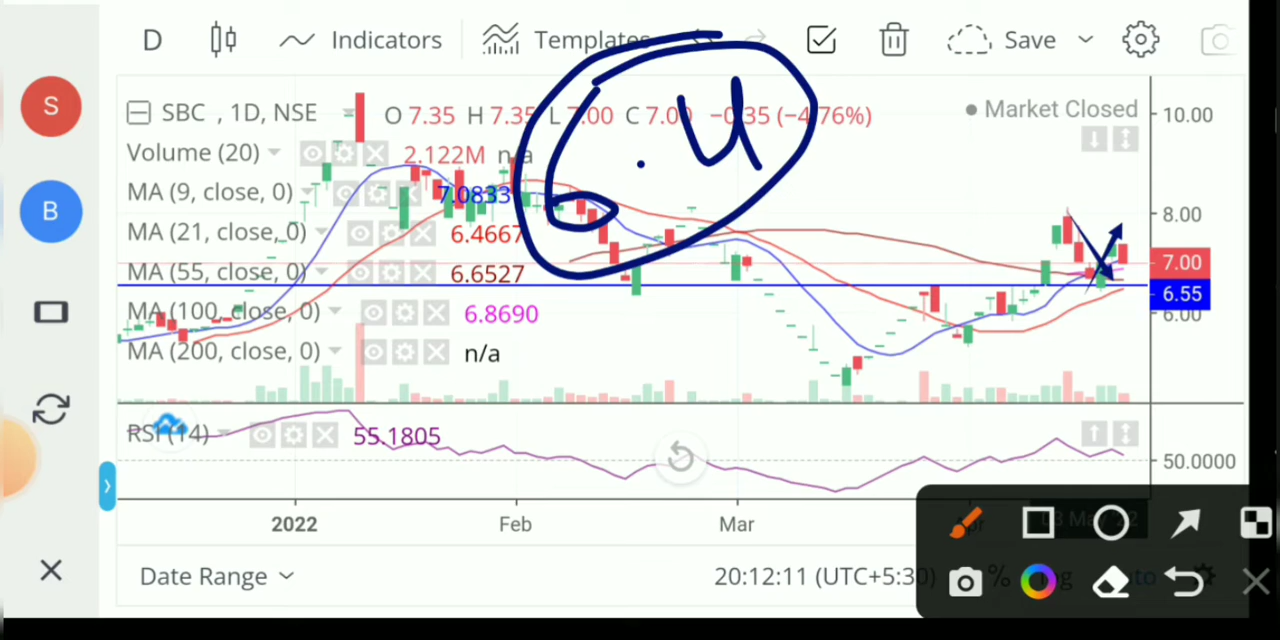 D Indicators Templates Save
S
SBC , 1D, NSE O 7.35 H 7.35 L 7.00 C 7.00 −0.35 (−4.76%) Market Closed 10.00
Volume (20) 2.122M n/a
MA (9, close, 0) 7.0833
B 8.00
MA (21, close, 0) 6.4667
MA (55, close, 0) 6.6527 7.00
6.55
MA (100, close, 0) 6.8690 6.00
MA (200, close, 0) n/a
RSI (14) 55.1805
50.0000
2022 Feb Mar Apr 03 May '22
Date Range 20:12:11 (UTC+5:30) %